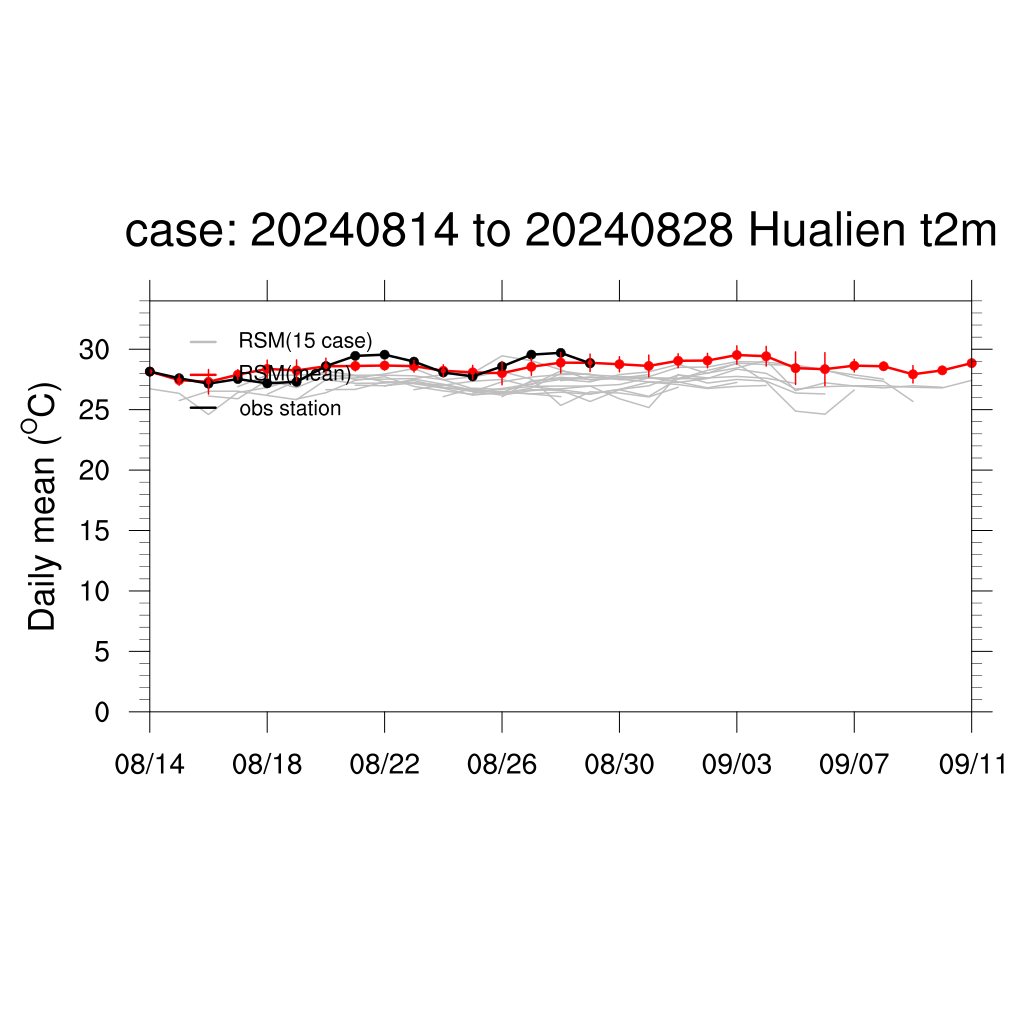 case: 20240814 to 20240828 Hualien t2m
RSM(15 case)
RSM(mean)
obs station
Daily mean (°C)
30
25
20
15
10
5
0
08/14 08/18 08/22 08/26 08/30 09/03 09/07 09/11